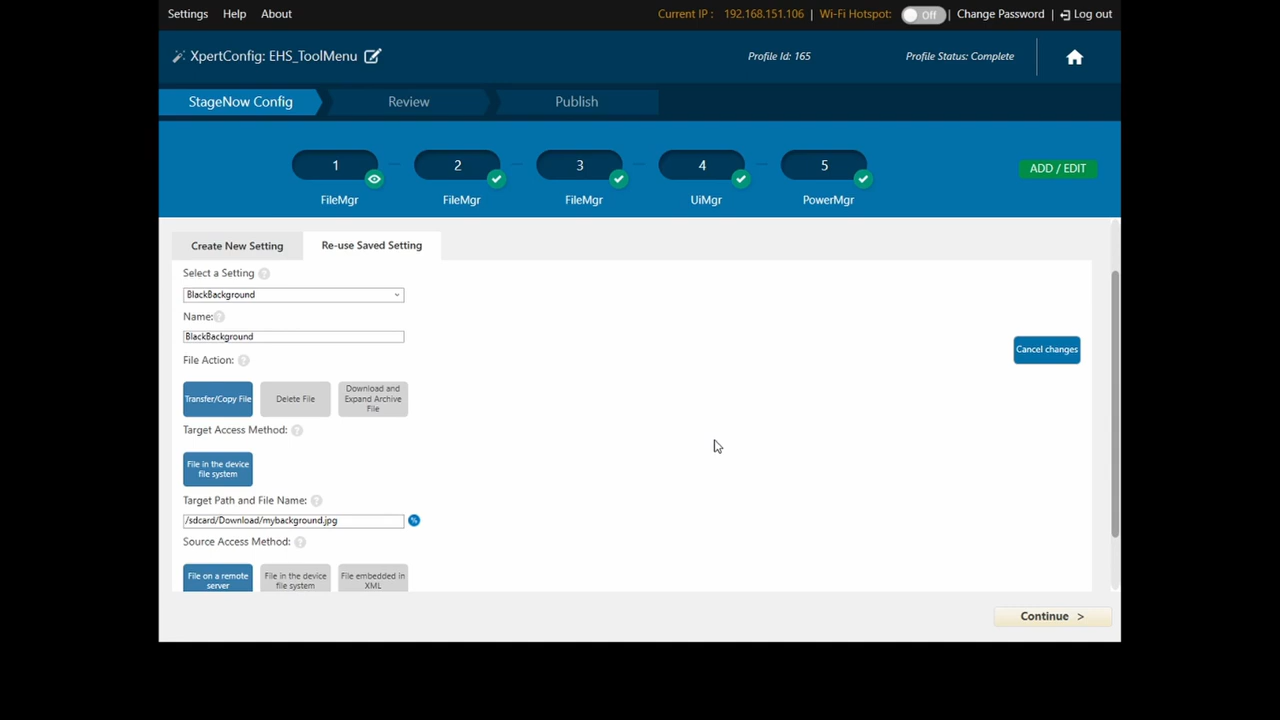 Settings Help About Current IP : 192.168.151.106 | Wi-Fi Hotspot: Off | Change Password | Log out
XpertConfig: EHS_ToolMenu Profile Id: 165 Profile Status: Complete
StageNow Config Review Publish
1 2 3 4 5 ADD / EDIT
FileMgr FileMgr FileMgr UiMgr PowerMgr
Create New Setting Re-use Saved Setting
Select a Setting ?
BlackBackground
Name: ?
BlackBackground
Cancel changes
File Action: ?
Transfer/Copy File Delete File Download and Expand Archive File
Target Access Method: ?
File in the device file system
Target Path and File Name: ?
/sdcard/Download/mybackground.jpg %
Source Access Method: ?
File on a remote server File in the device file system File embedded in XML
Continue >